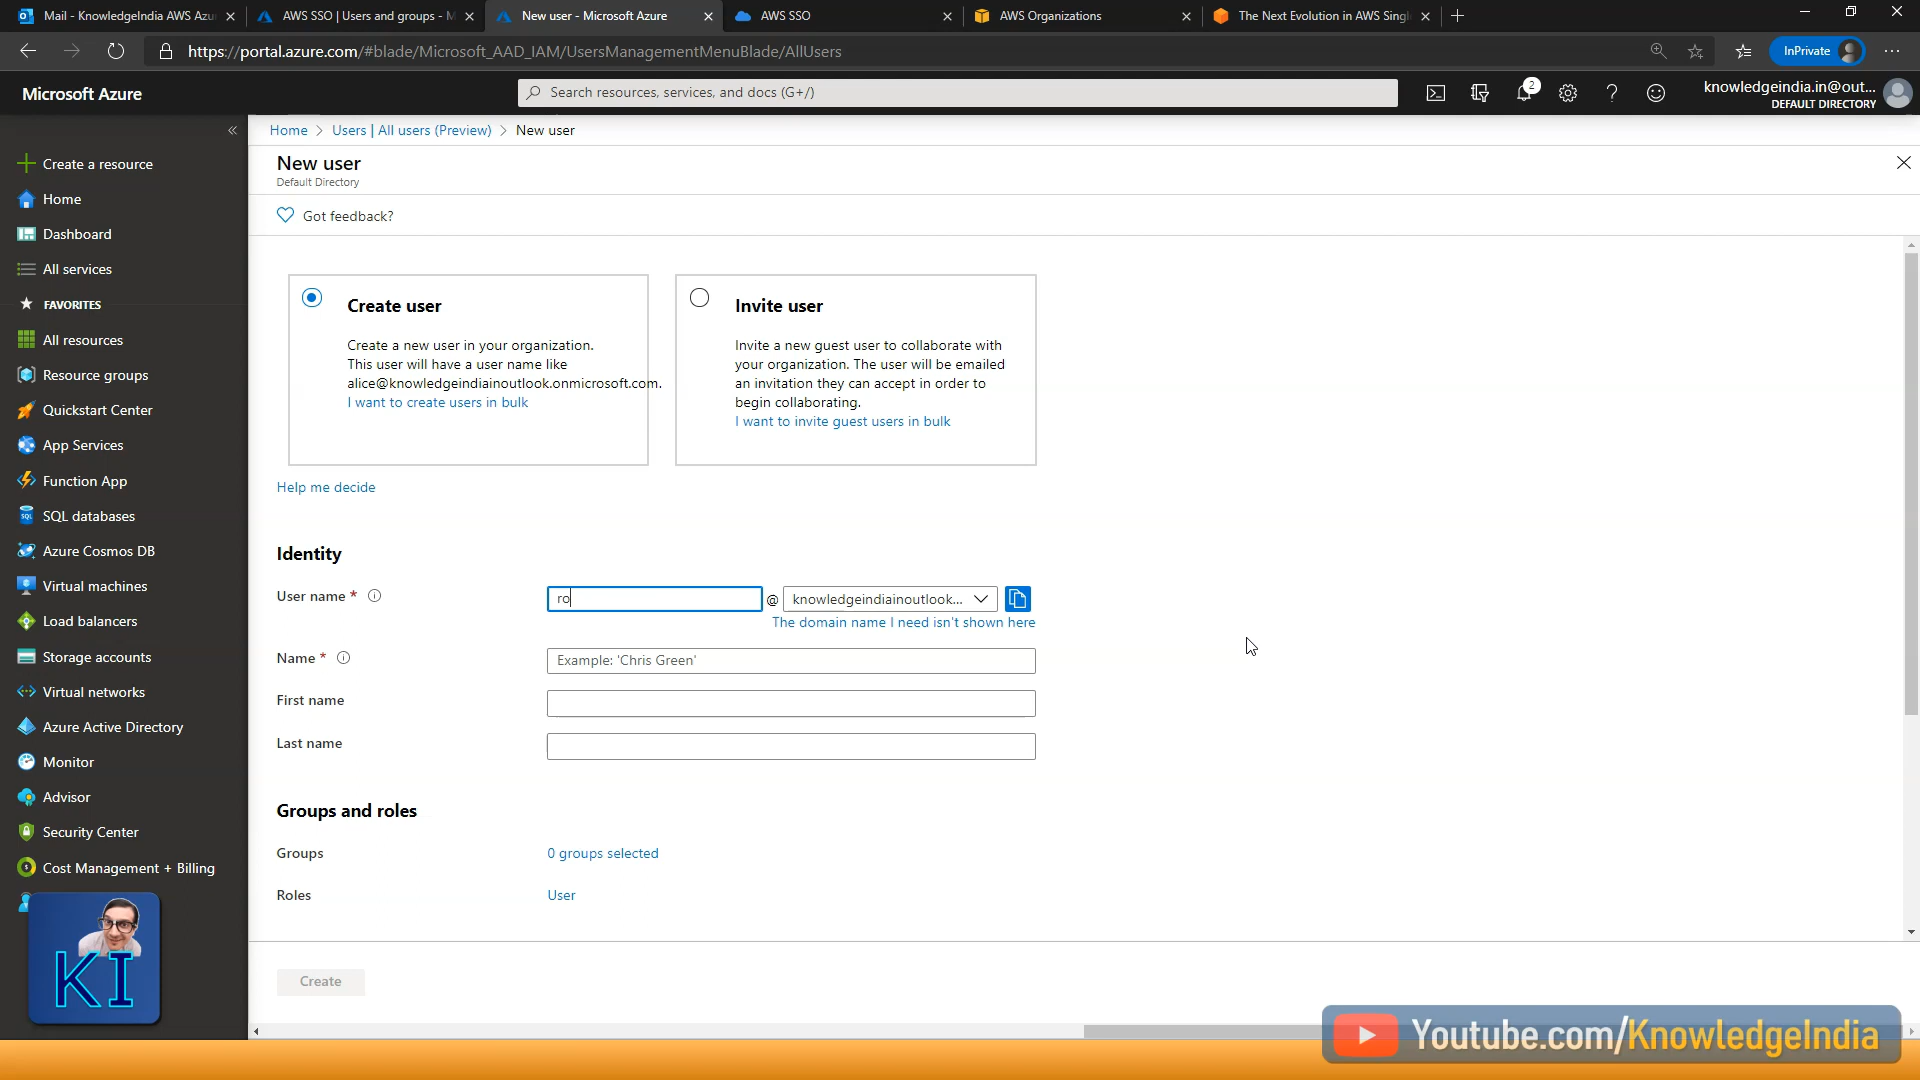 Mail - KnowledgeIndia AWS Azu
AWS SSO | Users and groups - M
New user - Microsoft Azure
AWS SSO
AWS Organizations
The Next Evolution in AWS Singl
https://portal.azure.com/#blade/Microsoft_AAD_IAM/UsersManagementMenuBlade/AllUsers
InPrivate
Microsoft Azure
Search resources, services, and docs (G+/)
2
knowledgeindia.in@out...
DEFAULT DIRECTORY
Create a resource
Home
Dashboard
All services
FAVORITES
All resources
Resource groups
Quickstart Center
App Services
Function App
SQL databases
Azure Cosmos DB
Virtual machines
Load balancers
Storage accounts
Virtual networks
Azure Active Directory
Monitor
Advisor
Security Center
Cost Management + Billing
KI
Home > Users | All users (Preview) > New user
New user
Default Directory
Got feedback?
Create user
Create a new user in your organization.
This user will have a user name like
alice@knowledgeindiainoutlook.onmicrosoft.com.
I want to create users in bulk
Invite user
Invite a new guest user to collaborate with
your organization. The user will be emailed
an invitation they can accept in order to
begin collaborating.
I want to invite guest users in bulk
Help me decide
Identity
User name *
ro
@
knowledgeindiainoutlook...
The domain name I need isn't shown here
Name *
Example: 'Chris Green'
First name
Last name
Groups and roles
Groups
0 groups selected
Roles
User
Create
Youtube.com/KnowledgeIndia